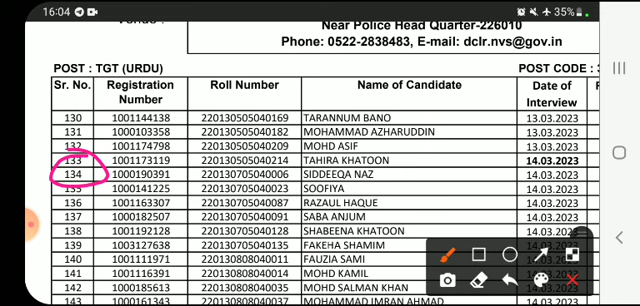 16:04 35%
Near Police Head Quarter-226010
Phone: 0522-2838483, E-mail: dclr.nvs@gov.in
POST : TGT (URDU) POST CODE :
Sr. No. Registration Number Roll Number Name of Candidate Date of Interview
130 1001144138 220130505040169 TARANNUM BANO 13.03.2023
131 1000103358 220130505040182 MOHAMMAD AZHARUDDIN 13.03.2023
132 1001174798 220130505040209 MOHD ASIF 13.03.2023
133 1001173119 220130505040214 TAHIRA KHATOON 14.03.2023
134 1000190391 220130705040006 SIDDEEQA NAZ 14.03.2023
135 1000141225 220130705040023 SOOFIYA 14.03.2023
136 1001163307 220130705040087 RAZAUL HAQUE 14.03.2023
137 1000182507 220130705040091 SABA ANJUM 14.03.2023
138 1001192128 220130705040128 SHABEENA KHATOON 14.03.2023
139 1003127638 220130705040135 FAKEHA SHAMIM 14.03.2023
140 1001111971 220130808040011 FAUZIA SAMI
141 1001116391 220130808040014 MOHD KAMIL
142 1000185613 220130808040035 MOHD SALMAN KHAN
143 1000161343 220130808040037 MOHAMMAD IMRAN AHMAD